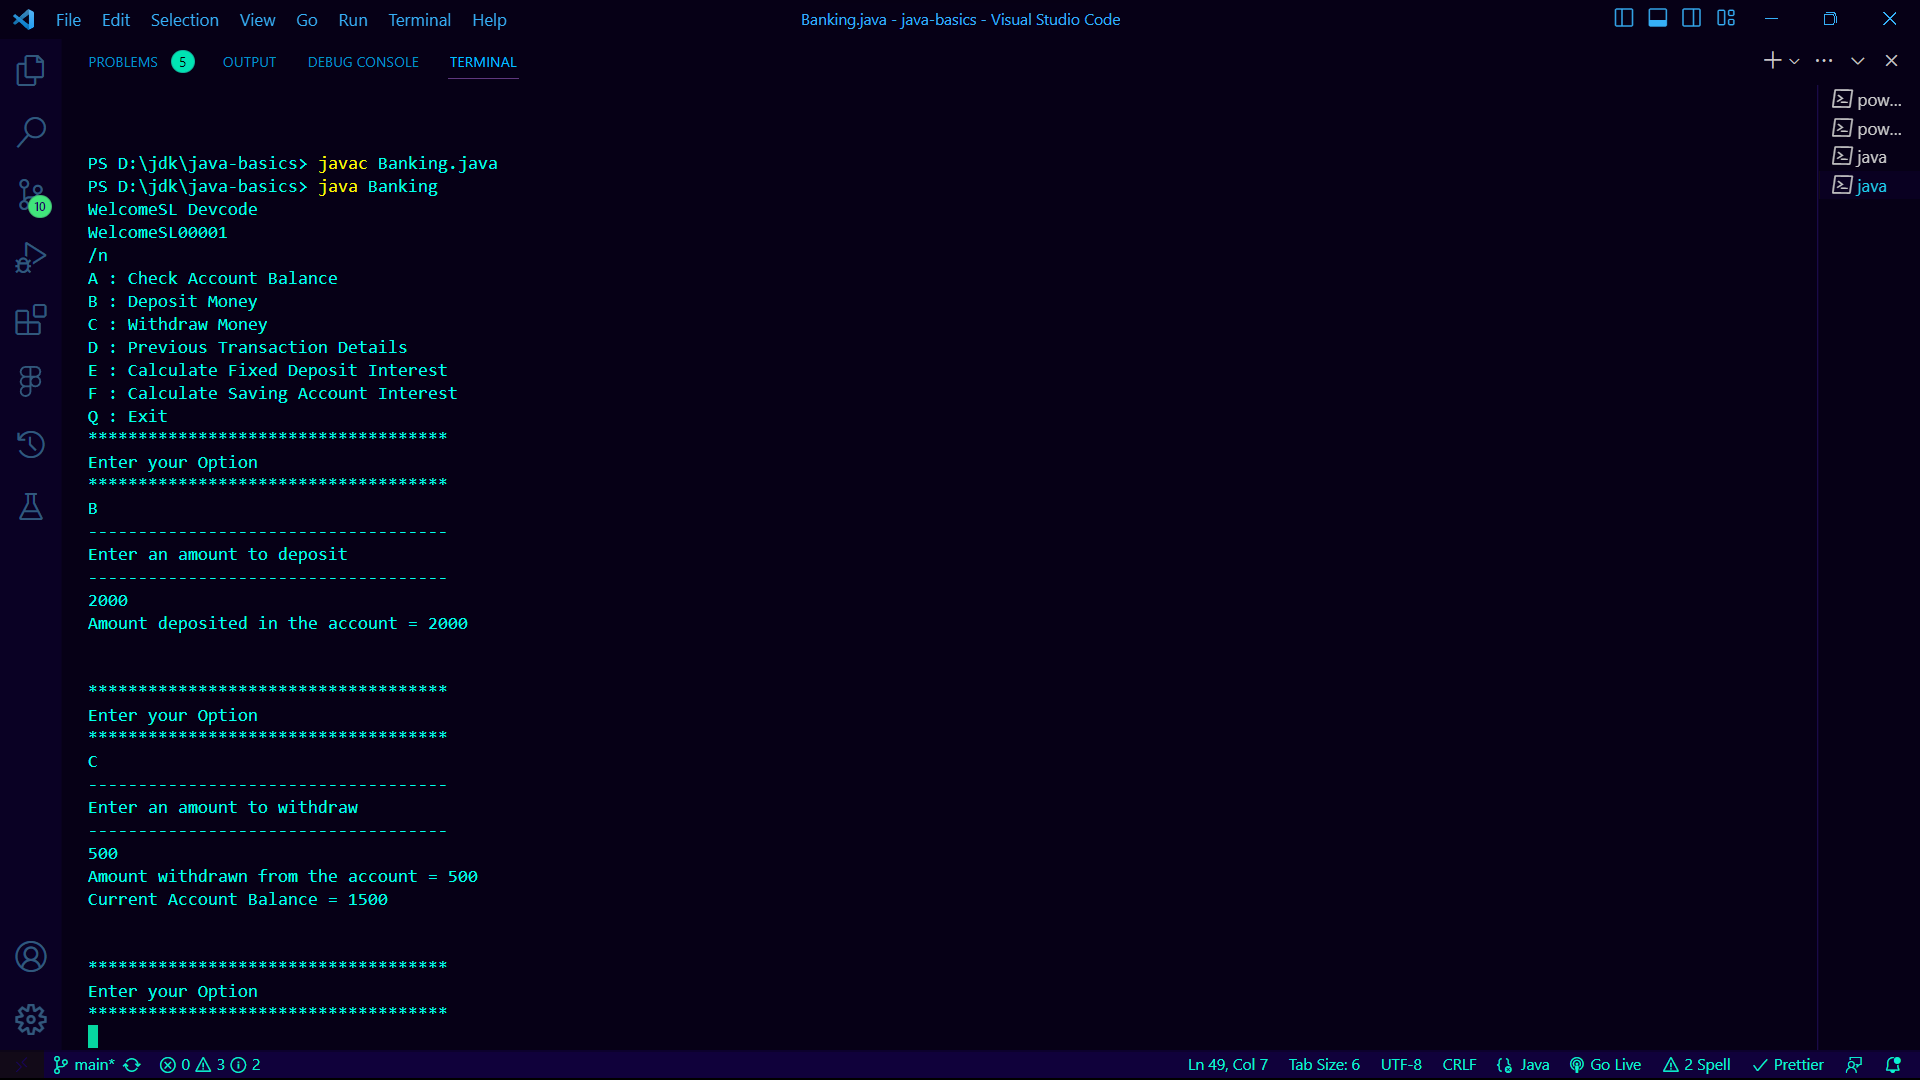 File Edit Selection View Go Run Terminal Help
Banking.java - java-basics - Visual Studio Code
PROBLEMS 5 OUTPUT DEBUG CONSOLE TERMINAL
pow...
pow...
java
java
10
PS D:\jdk\java-basics> javac Banking.java
PS D:\jdk\java-basics> java Banking
WelcomeSL Devcode
WelcomeSL00001
/n
A : Check Account Balance
B : Deposit Money
C : Withdraw Money
D : Previous Transaction Details
E : Calculate Fixed Deposit Interest
F : Calculate Saving Account Interest
Q : Exit
************************************
Enter your Option
************************************
B
------------------------------------
Enter an amount to deposit
------------------------------------
2000
Amount deposited in the account = 2000
************************************
Enter your Option
************************************
C
------------------------------------
Enter an amount to withdraw
------------------------------------
500
Amount withdrawn from the account = 500
Current Account Balance = 1500
************************************
Enter your Option
************************************
main* 0 3 2 Ln 49, Col 7 Tab Size: 6 UTF-8 CRLF Java Go Live 2 Spell Prettier